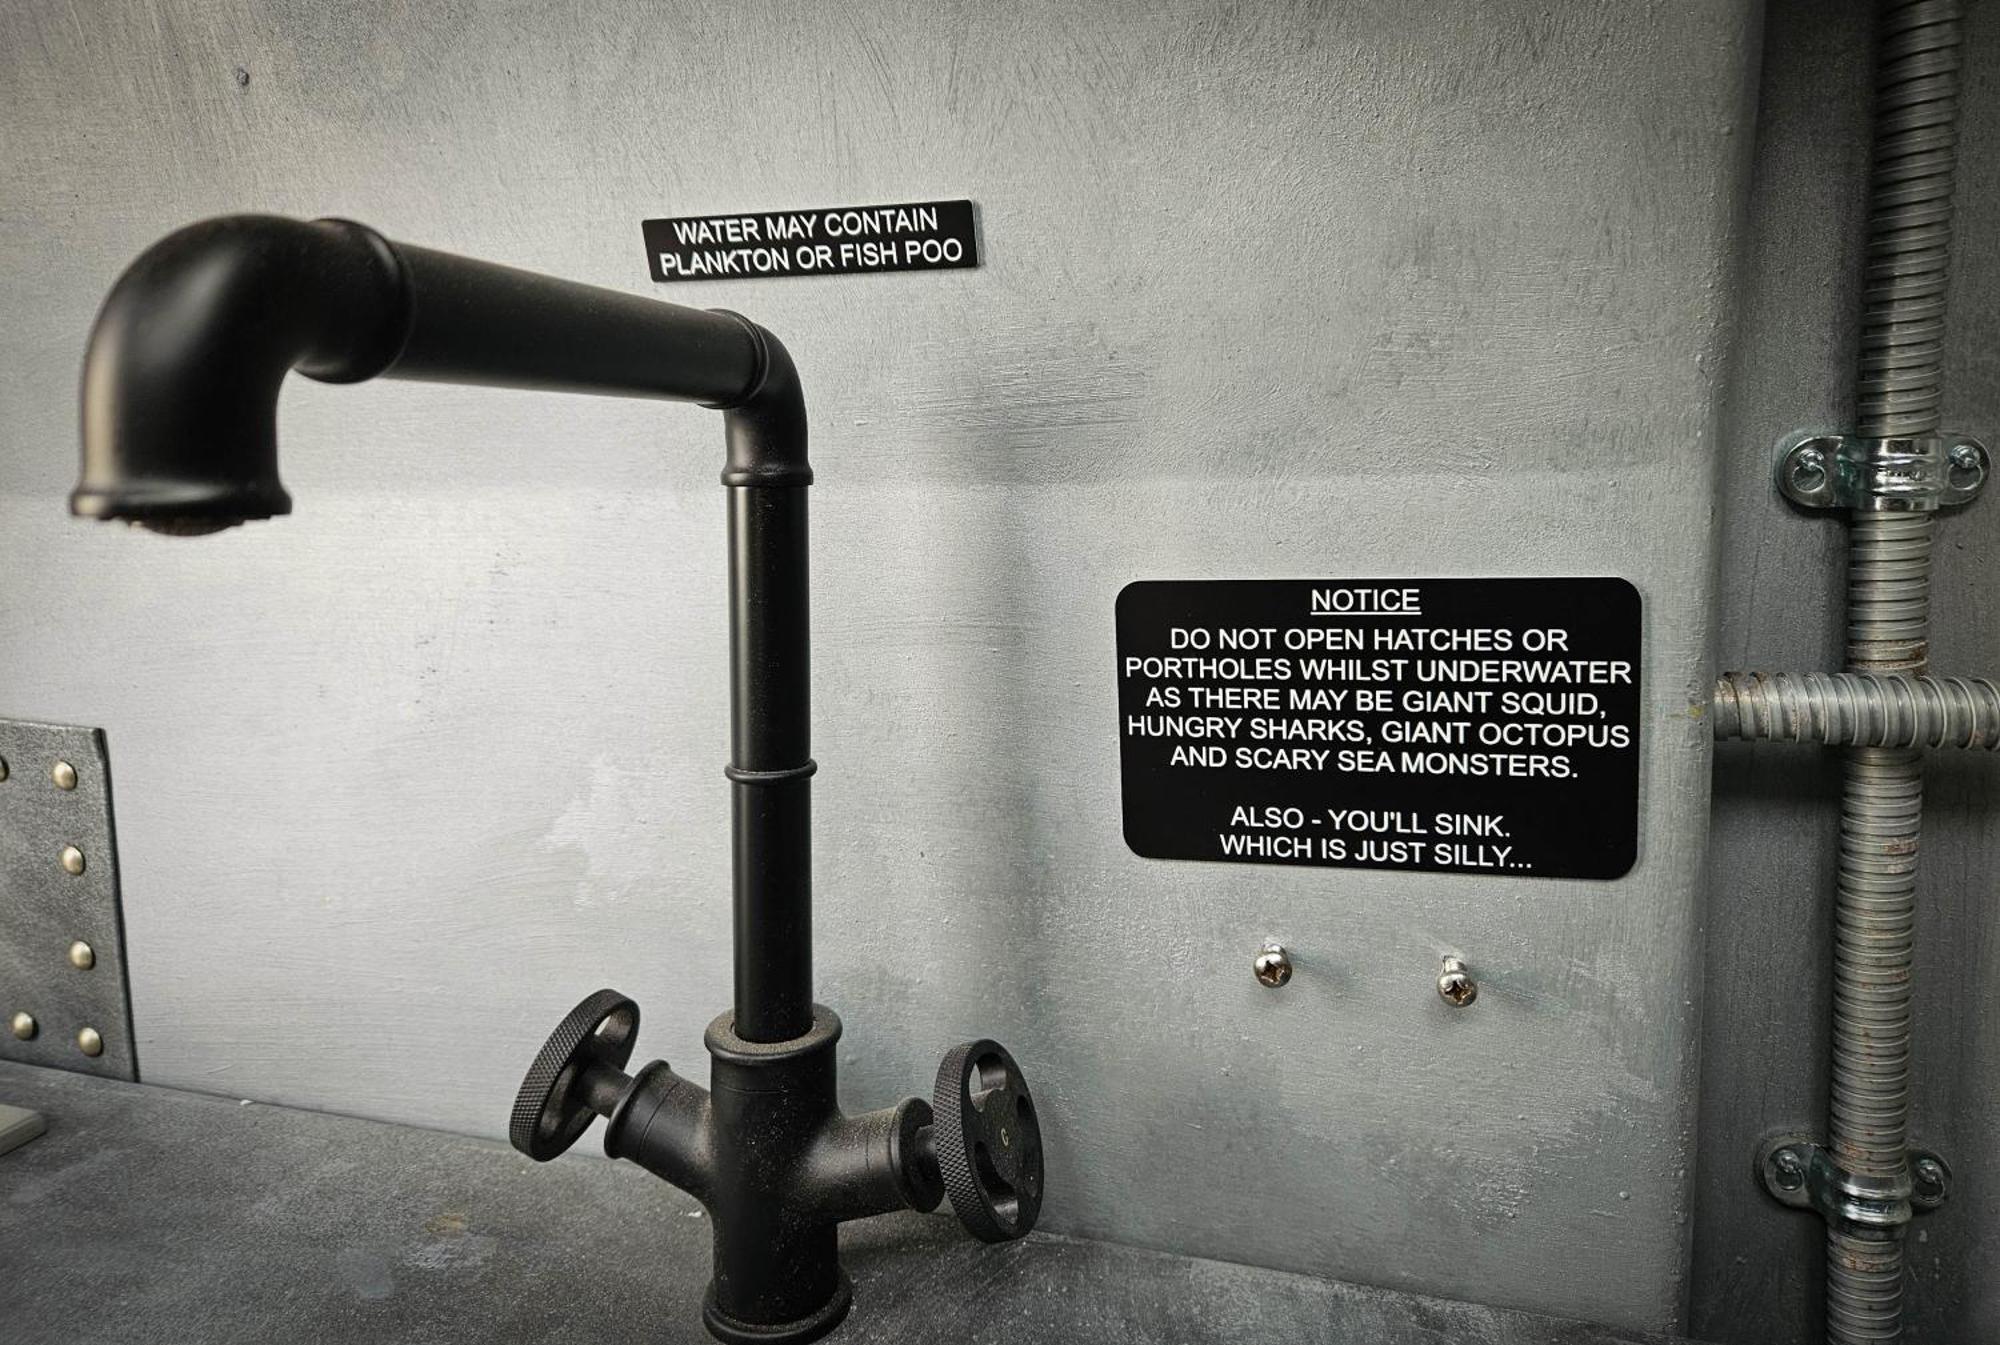 WATER MAY CONTAIN
PLANKTON OR FISH POO
NOTICE
DO NOT OPEN HATCHES OR
PORTHOLES WHILST UNDERWATER
AS THERE MAY BE GIANT SQUID,
HUNGRY SHARKS, GIANT OCTOPUS
AND SCARY SEA MONSTERS.
ALSO - YOU'LL SINK.
WHICH IS JUST SILLY...